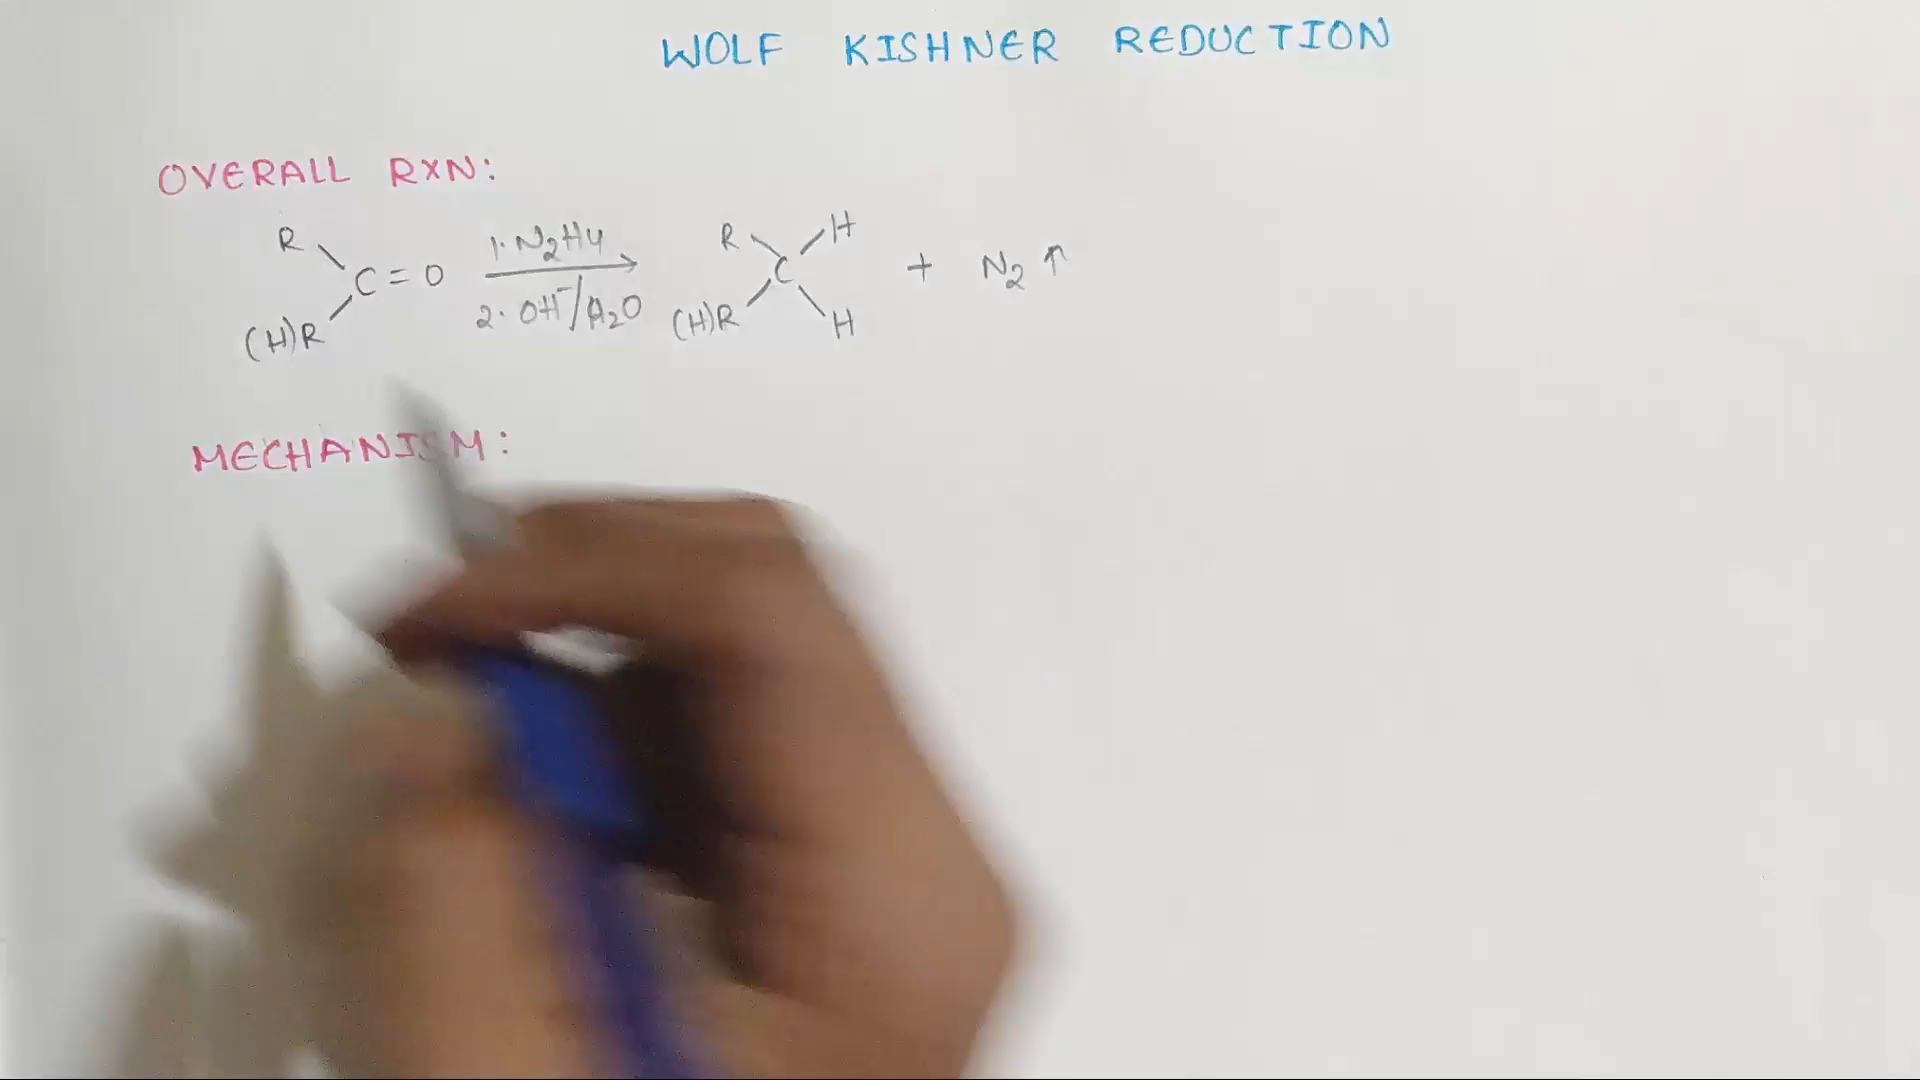 WOLF KISHNER REDUCTION
OVERALL RXN:
R
(H)R
C=O
1. N2H4
2. OH⁻/H2O
R
(H)R
C
H
H
+ N2 ↑
MECHANISM: